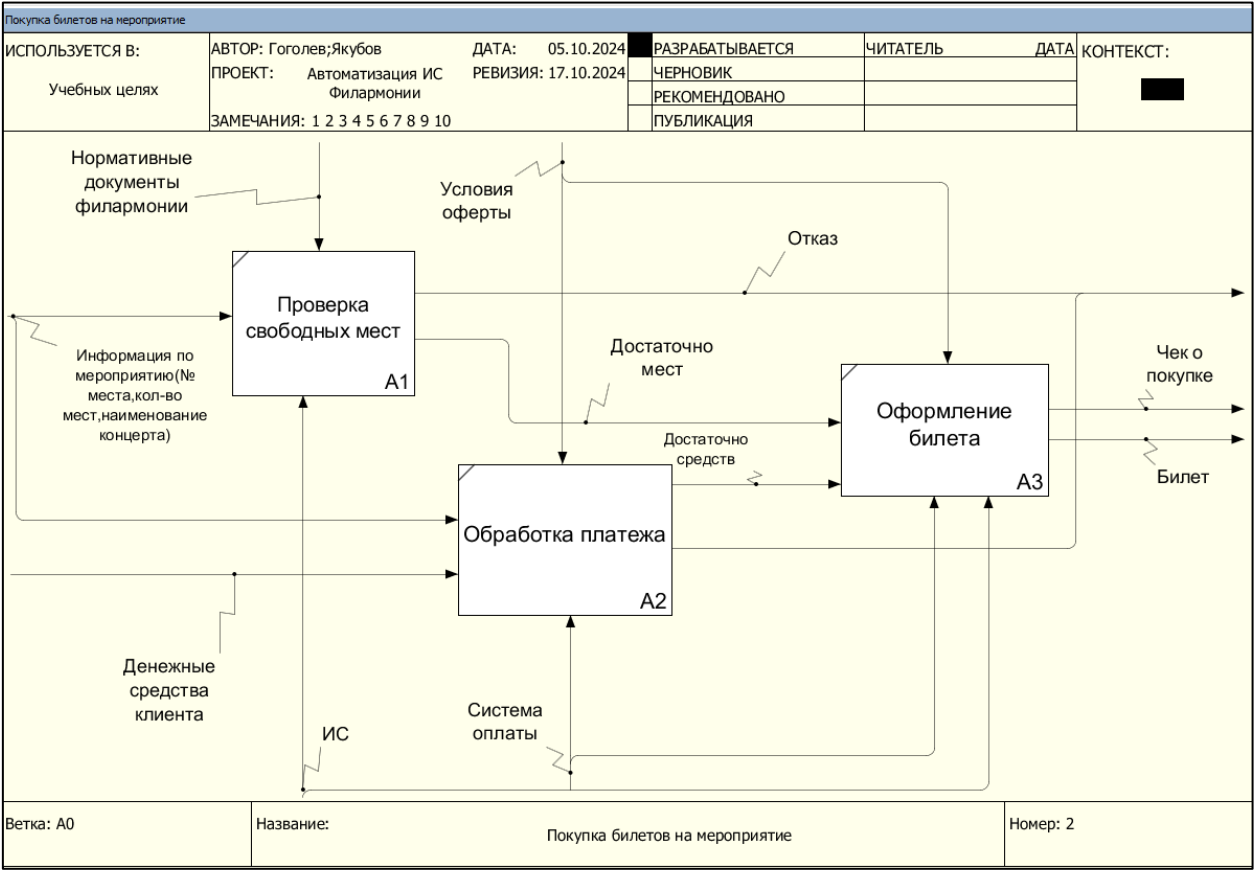 Покупка билетов на мероприятие
ИСПОЛЬЗУЕТСЯ В:
Учебных целях
АВТОР: Гоголев;Якубов
ДАТА: 05.10.2024
ПРОЕКТ: Автоматизация ИС
Филармонии
РЕВИЗИЯ: 17.10.2024
ЗАМЕЧАНИЯ: 1 2 3 4 5 6 7 8 9 10
РАЗРАБАТЫВАЕТСЯ
ЧЕРНОВИК
РЕКОМЕНДОВАНО
ПУБЛИКАЦИЯ
ЧИТАТЕЛЬ ДАТА
КОНТЕКСТ:
Нормативные
документы
филармонии
Условия
оферты
Отказ
Проверка
свободных мест
A1
Информация по
мероприятию(№
места,кол-во
мест,наименование
концерта)
Достаточно
мест
Чек о
покупке
Оформление
билета
A3
Достаточно
средств
Билет
Обработка платежа
A2
Денежные
средства
клиента
ИС
Система
оплаты
Ветка: A0
Название:
Покупка билетов на мероприятие
Номер: 2